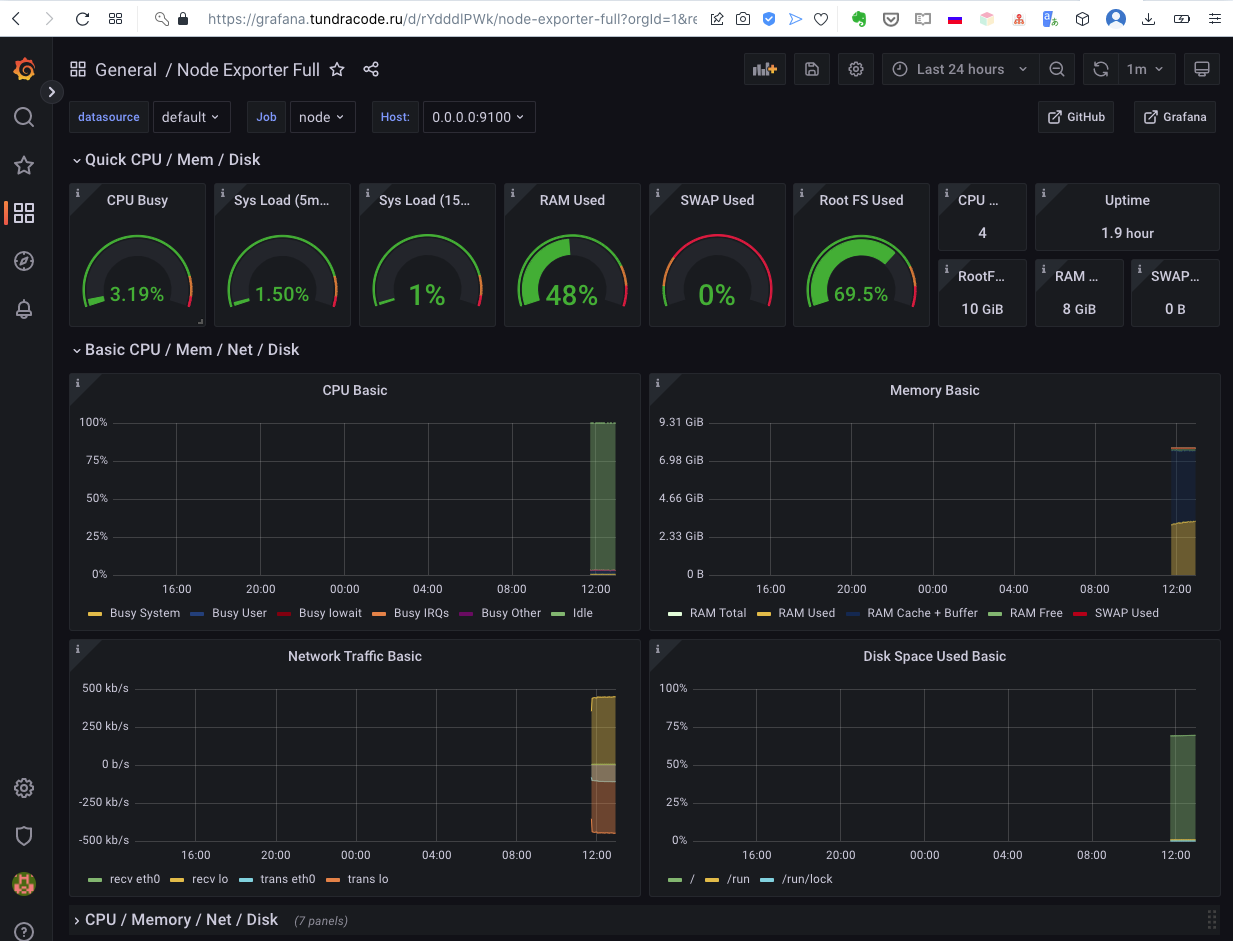 https://grafana.tundracode.ru/d/rYdddlPWk/node-exporter-full?orgId=1&re
General / Node Exporter Full
Last 24 hours
1m
datasource default Job node Host: 0.0.0.0:9100 GitHub Grafana
Quick CPU / Mem / Disk
CPU Busy
3.19%
Sys Load (5m...
1.50%
Sys Load (15...
1%
RAM Used
48%
SWAP Used
0%
Root FS Used
69.5%
CPU ...
4
Uptime
1.9 hour
RootF...
10 GiB
RAM ...
8 GiB
SWAP...
0 B
Basic CPU / Mem / Net / Disk
CPU Basic
100%
75%
50%
25%
0%
16:00 20:00 00:00 04:00 08:00 12:00
Busy System Busy User Busy Iowait Busy IRQs Busy Other Idle
Memory Basic
9.31 GiB
6.98 GiB
4.66 GiB
2.33 GiB
0 B
16:00 20:00 00:00 04:00 08:00 12:00
RAM Total RAM Used RAM Cache + Buffer RAM Free SWAP Used
Network Traffic Basic
500 kb/s
250 kb/s
0 b/s
-250 kb/s
-500 kb/s
16:00 20:00 00:00 04:00 08:00 12:00
recv eth0 recv lo trans eth0 trans lo
Disk Space Used Basic
100%
75%
50%
25%
0%
16:00 20:00 00:00 04:00 08:00 12:00
/ /run /run/lock
CPU / Memory / Net / Disk (7 panels)